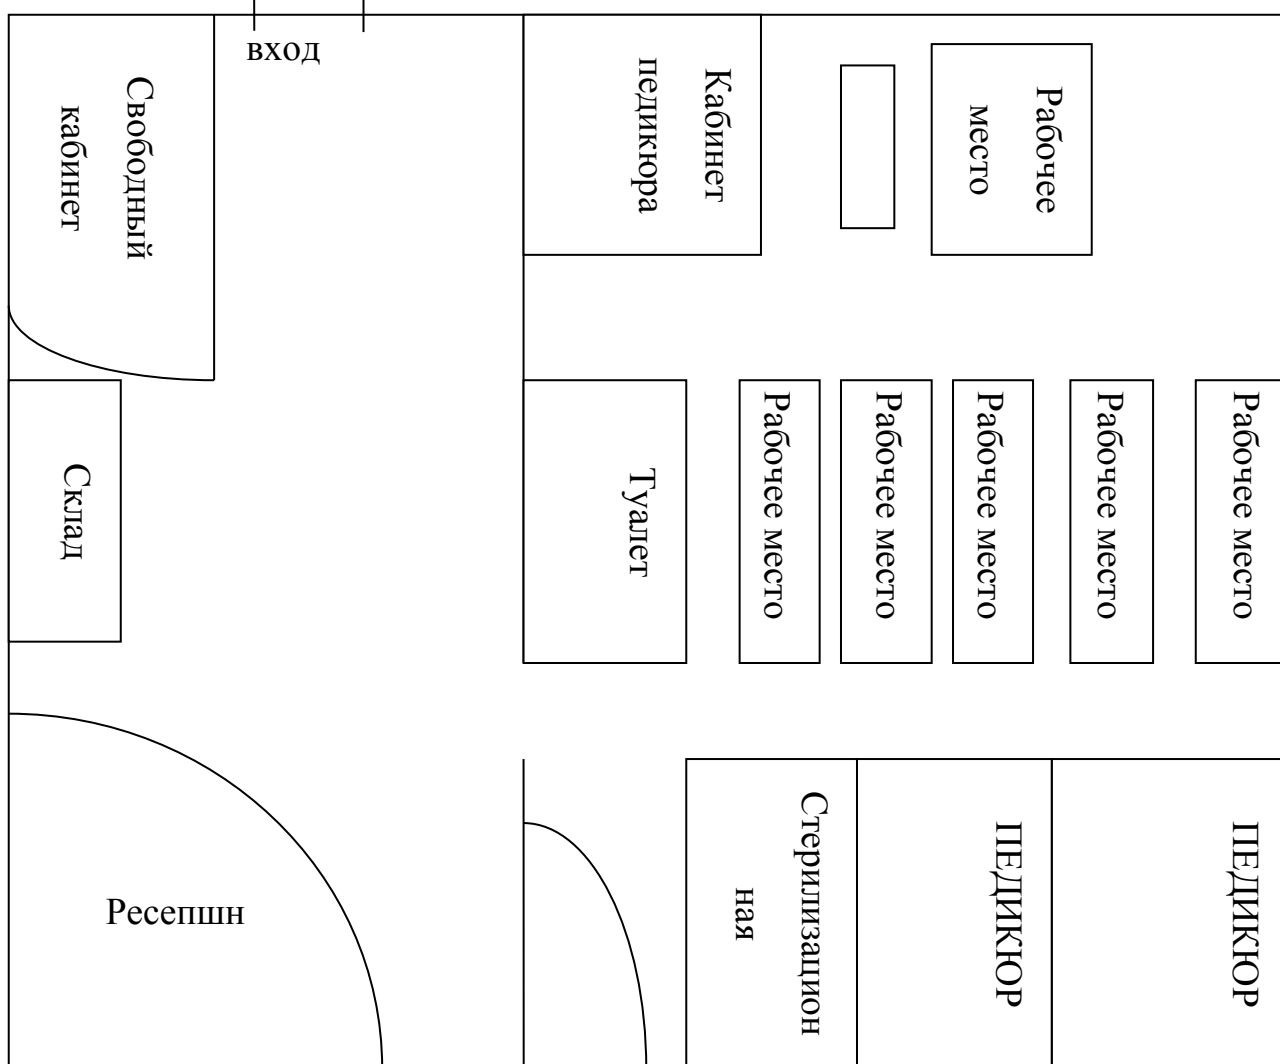 вход
Свободный
кабинет
Кабинет
педикюра
Рабочее
место
Склад
Туалет
Рабочее место
Рабочее место
Рабочее место
Рабочее место
Рабочее место
Ресепшн
Стерилизацион
ная
ПЕДИКЮР
ПЕДИКЮР